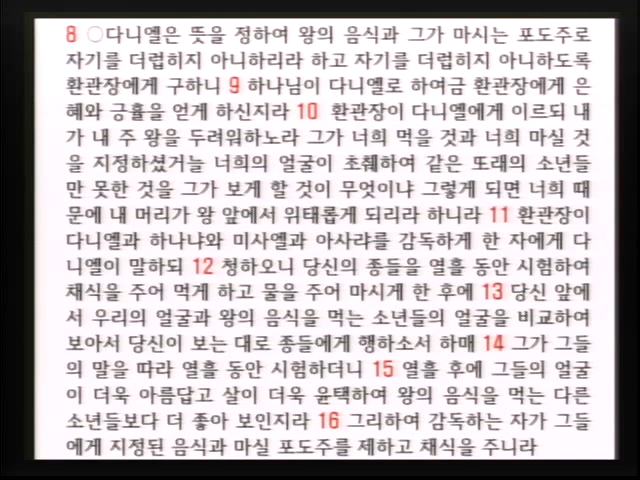 8 ○다니엘은 뜻을 정하여 왕의 음식과 그가 마시는 포도주로
자기를 더럽히지 아니하리라 하고 자기를 더럽히지 아니하도록
환관장에게 구하니 9 하나님이 다니엘로 하여금 환관장에게 은
혜와 긍휼을 얻게 하신지라 10 환관장이 다니엘에게 이르되 내
가 내 주 왕을 두려워하노라 그가 너희 먹을 것과 너희 마실 것
을 지정하셨거늘 너희의 얼굴이 초췌하여 같은 또래의 소년들
만 못한 것을 그가 보게 할 것이 무엇이냐 그렇게 되면 너희 때
문에 내 머리가 왕 앞에서 위태롭게 되리라 하니라 11 환관장이
다니엘과 하나냐와 미사엘과 아사랴를 감독하게 한 자에게 다
니엘이 말하되 12 청하오니 당신의 종들을 열흘 동안 시험하여
채식을 주어 먹게 하고 물을 주어 마시게 한 후에 13 당신 앞에
서 우리의 얼굴과 왕의 음식을 먹는 소년들의 얼굴을 비교하여
보아서 당신이 보는 대로 종들에게 행하소서 하매 14 그가 그들
의 말을 따라 열흘 동안 시험하더니 15 열흘 후에 그들의 얼굴
이 더욱 아름답고 살이 더욱 윤택하여 왕의 음식을 먹는 다른
소년들보다 더 좋아 보인지라 16 그리하여 감독하는 자가 그들
에게 지정된 음식과 마실 포도주를 제하고 채식을 주니라